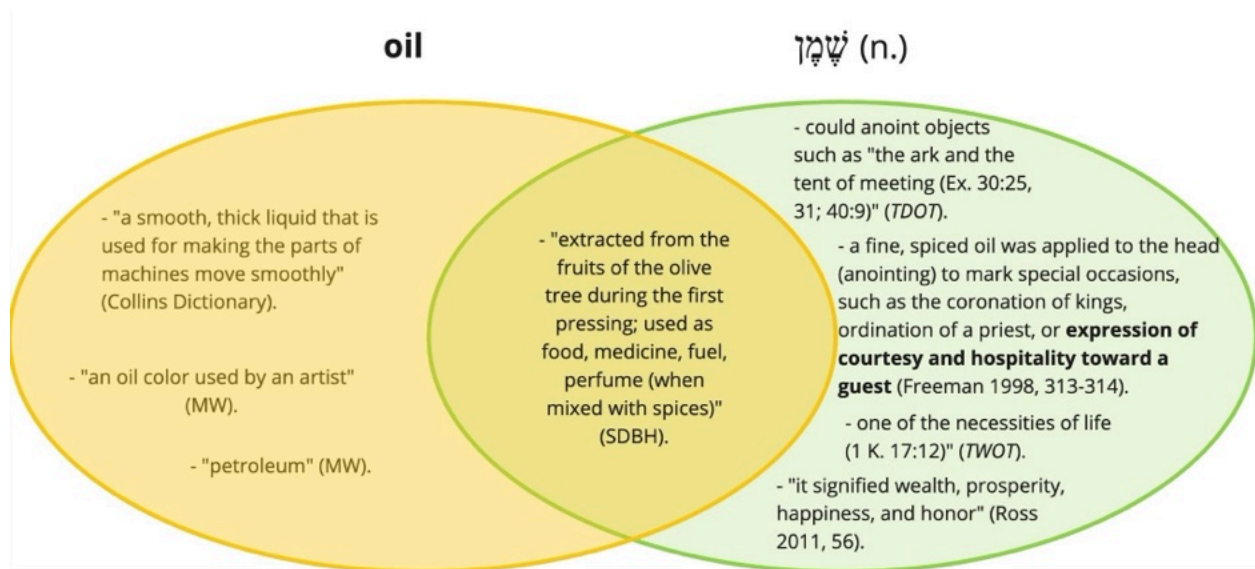 oil
שֶׁמֶן (n.)
- "a smooth, thick liquid that is
used for making the parts of
machines move smoothly"
(Collins Dictionary).
- "an oil color used by an artist"
(MW).
- "petroleum" (MW).
- "extracted from the
fruits of the olive
tree during the first
pressing; used as
food, medicine, fuel,
perfume (when
mixed with spices)"
(SDBH).
- could anoint objects
such as "the ark and the
tent of meeting (Ex. 30:25,
31; 40:9)" (TDOT).
- a fine, spiced oil was applied to the head
(anointing) to mark special occasions,
such as the coronation of kings,
ordination of a priest, or expression of
courtesy and hospitality toward a
guest (Freeman 1998, 313-314).
- one of the necessities of life
(1 K. 17:12)" (TWOT).
- "it signified wealth, prosperity,
happiness, and honor" (Ross
2011, 56).